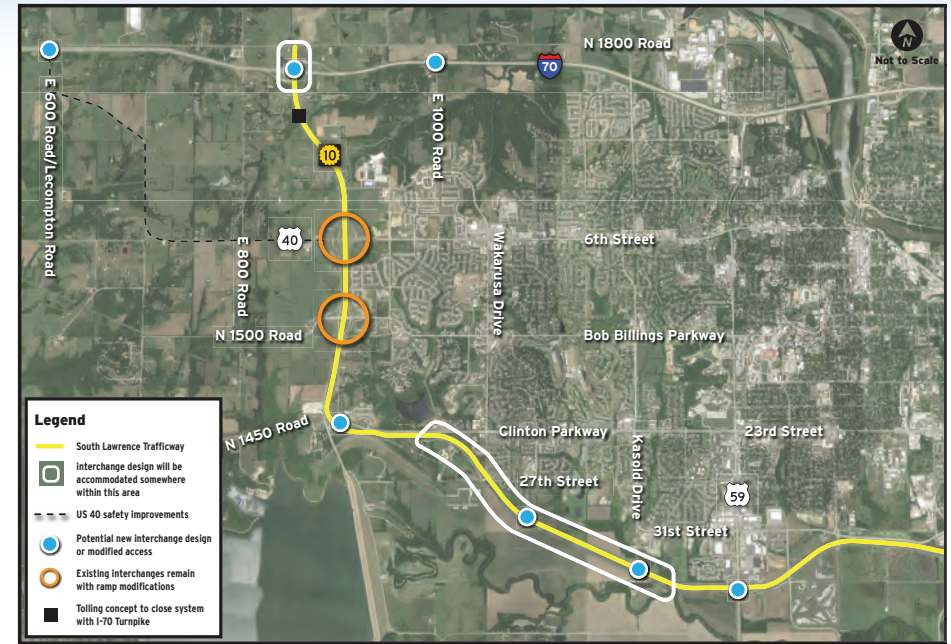 N 1800 Road
N
Not to Scale
70
E 600 Road/Lecompton Road
E 1000 Road
10
40
6th Street
E 800 Road
Wakarusa Drive
N 1500 Road
Bob Billings Parkway
N 1450 Road
Clinton Parkway
23rd Street
Kasold Drive
27th Street
59
31st Street
Legend
South Lawrence Trafficway
interchange design will be
accommodated somewhere
within this area
US 40 safety improvements
Potential new interchange design
or modified access
Existing interchanges remain
with ramp modifications
Tolling concept to close system
with I-70 Turnpike